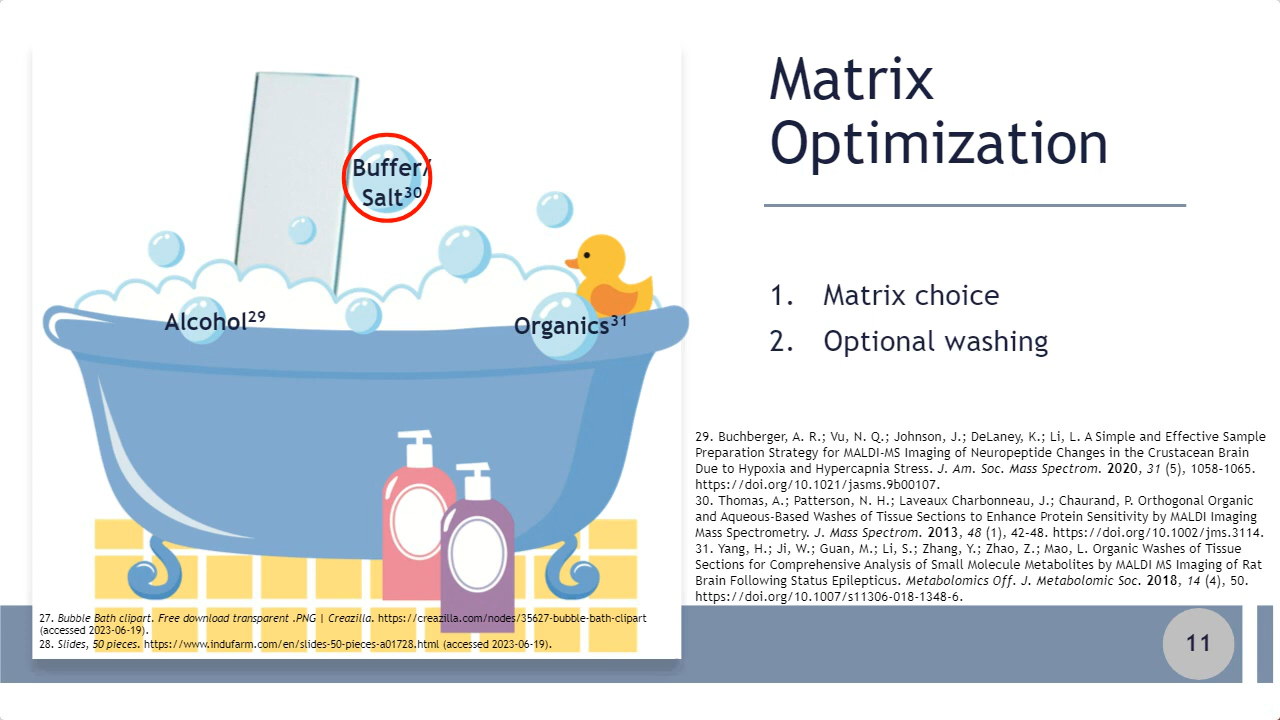 Matrix
Optimization
Buffer/
Salt³⁰
Alcohol²⁹
Organics³¹
1. Matrix choice
2. Optional washing
29. Buchberger, A. R.; Vu, N. Q.; Johnson, J.; DeLaney, K.; Li, L. A Simple and Effective Sample
Preparation Strategy for MALDI-MS Imaging of Neuropeptide Changes in the Crustacean Brain
Due to Hypoxia and Hypercapnia Stress. J. Am. Soc. Mass Spectrom. 2020, 31 (5), 1058-1065.
https://doi.org/10.1021/jasms.9b00107.
30. Thomas, A.; Patterson, N. H.; Laveaux Charbonneau, J.; Chaurand, P. Orthogonal Organic
and Aqueous-Based Washes of Tissue Sections to Enhance Protein Sensitivity by MALDI Imaging
Mass Spectrometry. J. Mass Spectrom. 2013, 48 (1), 42-48. https://doi.org/10.1002/jms.3114.
31. Yang, H.; Ji, W.; Guan, M.; Li, S.; Zhang, Y.; Zhao, Z.; Mao, L. Organic Washes of Tissue
Sections for Comprehensive Analysis of Small Molecule Metabolites by MALDI MS Imaging of Rat
Brain Following Status Epilepticus. Metabolomics Off. J. Metabolomic Soc. 2018, 14 (4), 50.
https://doi.org/10.1007/s11306-018-1348-6.
27. Bubble Bath clipart. Free download transparent .PNG | Creazilla. https://creazilla.com/nodes/35627-bubble-bath-clipart
(accessed 2023-06-19).
28. Slides, 50 pieces. https://www.indufarm.com/en/slides-50-pieces-a01728.html (accessed 2023-06-19).
11